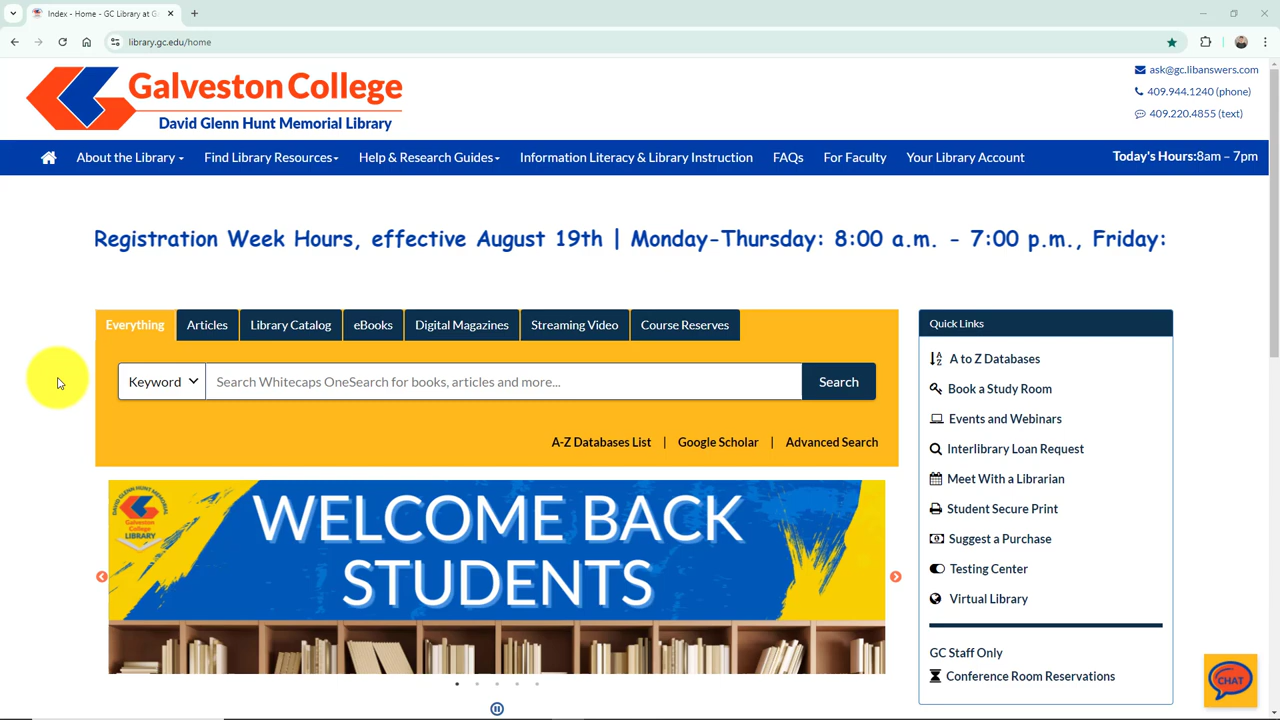 Index - Home - GC Library at Ga
library.gc.edu/home
Galveston College
David Glenn Hunt Memorial Library
ask@gc.libanswers.com
409.944.1240 (phone)
409.220.4855 (text)
About the Library
Find Library Resources
Help & Research Guides
Information Literacy & Library Instruction
FAQs
For Faculty
Your Library Account
Today's Hours:8am – 7pm
Registration Week Hours, effective August 19th | Monday-Thursday: 8:00 a.m. - 7:00 p.m., Friday:
Everything
Articles
Library Catalog
eBooks
Digital Magazines
Streaming Video
Course Reserves
Keyword
Search Whitecaps OneSearch for books, articles and more...
Search
A-Z Databases List | Google Scholar | Advanced Search
DAVID GLENN HUNT MEMORIAL
Galveston
College
LIBRARY
WELCOME BACK
STUDENTS
Quick Links
A to Z Databases
Book a Study Room
Events and Webinars
Interlibrary Loan Request
Meet With a Librarian
Student Secure Print
Suggest a Purchase
Testing Center
Virtual Library
GC Staff Only
Conference Room Reservations
CHAT